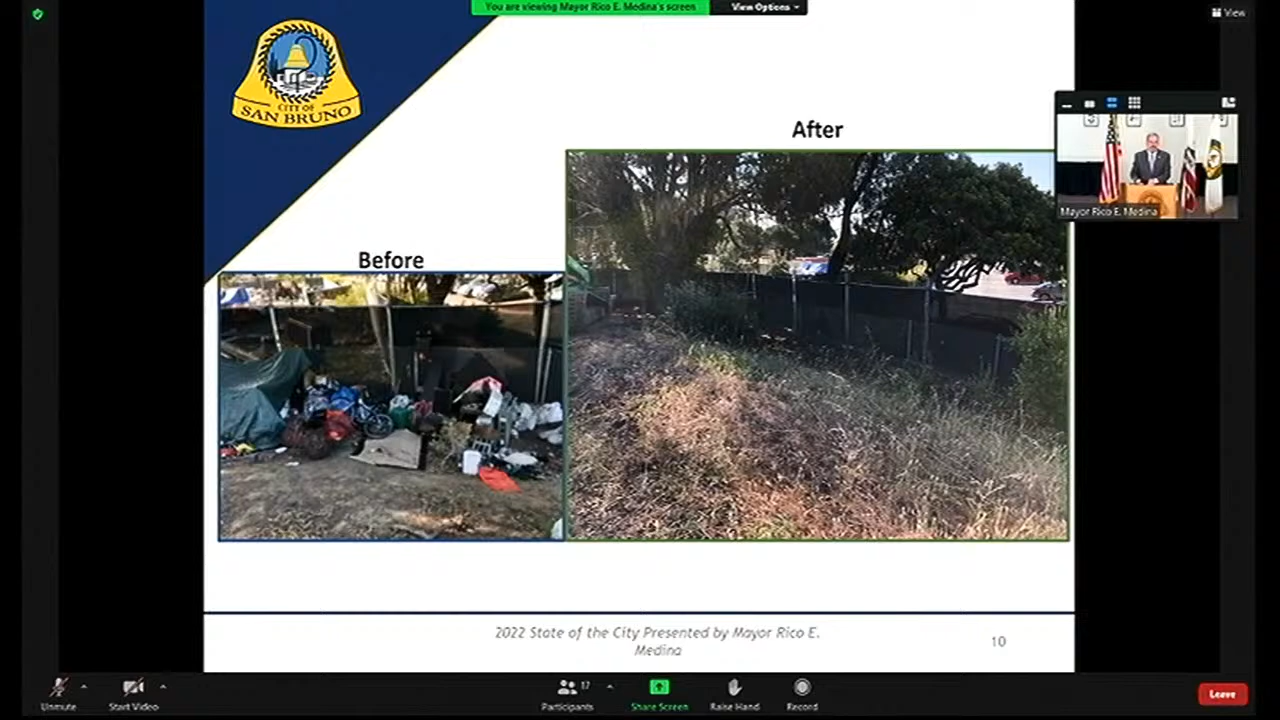 You are viewing Mayor Rico E. Medina's screen
View Options
View
CITY OF
SAN BRUNO
After
Before
Mayor Rico E. Medina
2022 State of the City Presented by Mayor Rico E.
Medina
10
Unmute
Start Video
17
Participants
Share Screen
Raise Hand
Record
Leave